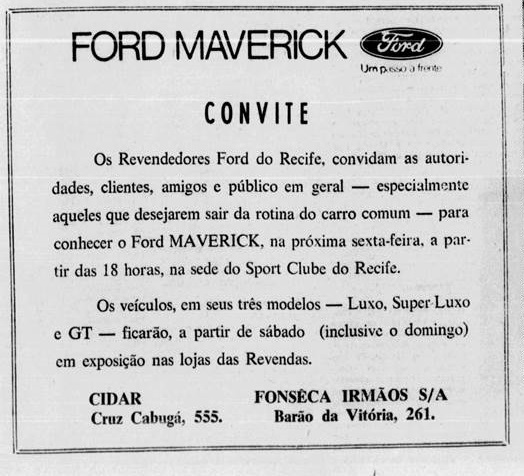 FORD MAVERICK Ford
Um passo à frente
CONVITE
Os Revendedores Ford do Recife, convidam as autori-
dades, clientes, amigos e público em geral — especialmente
aqueles que desejarem sair da rotina do carro comum — para
conhecer o Ford MAVERICK, na próxima sexta-feira, a par-
tir das 18 horas, na sede do Sport Clube do Recife.
Os veículos, em seus três modelos — Luxo, Super Luxo
e GT — ficarão, a partir de sábado (inclusive o domingo)
em exposição nas lojas das Revendas.
CIDAR FONSÊCA IRMÃOS S/A
Cruz Cabugá, 555. Barão da Vitória, 261.